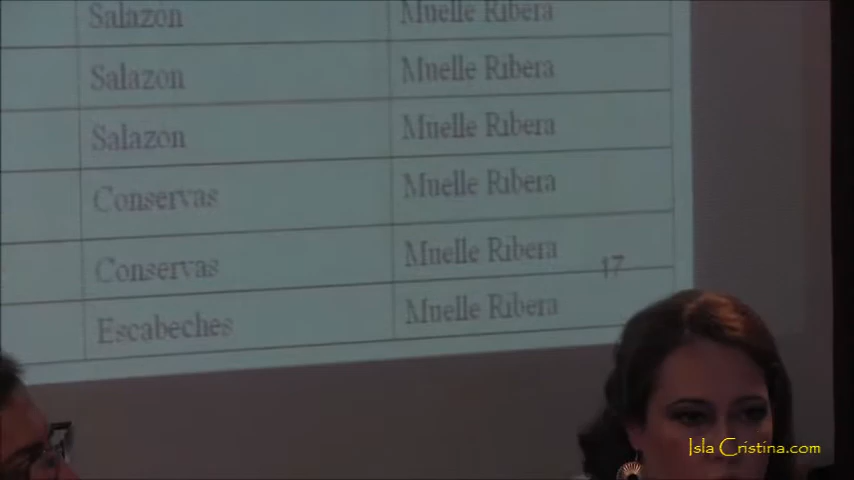 Salazón Muelle Ribera
Salazon Muelle Ribera
Salazon Muelle Ribera
Conservas Muelle Ribera
Conservas Muelle Ribera
17
Escabeches Muelle Ribera
Isla Cristina.com